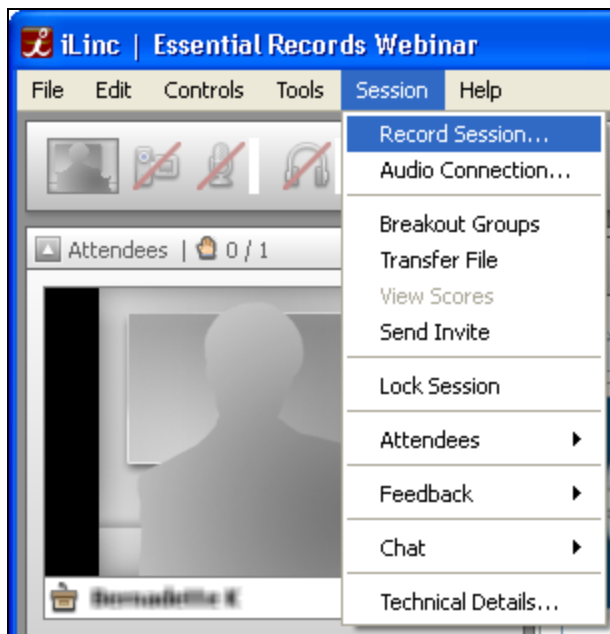 iLinc | Essential Records Webinar
File Edit Controls Tools Session Help
Record Session...
Audio Connection...
Breakout Groups
Transfer File
View Scores
Send Invite
Lock Session
Attendees
Feedback
Chat
Technical Details...
Attendees | 0 / 1